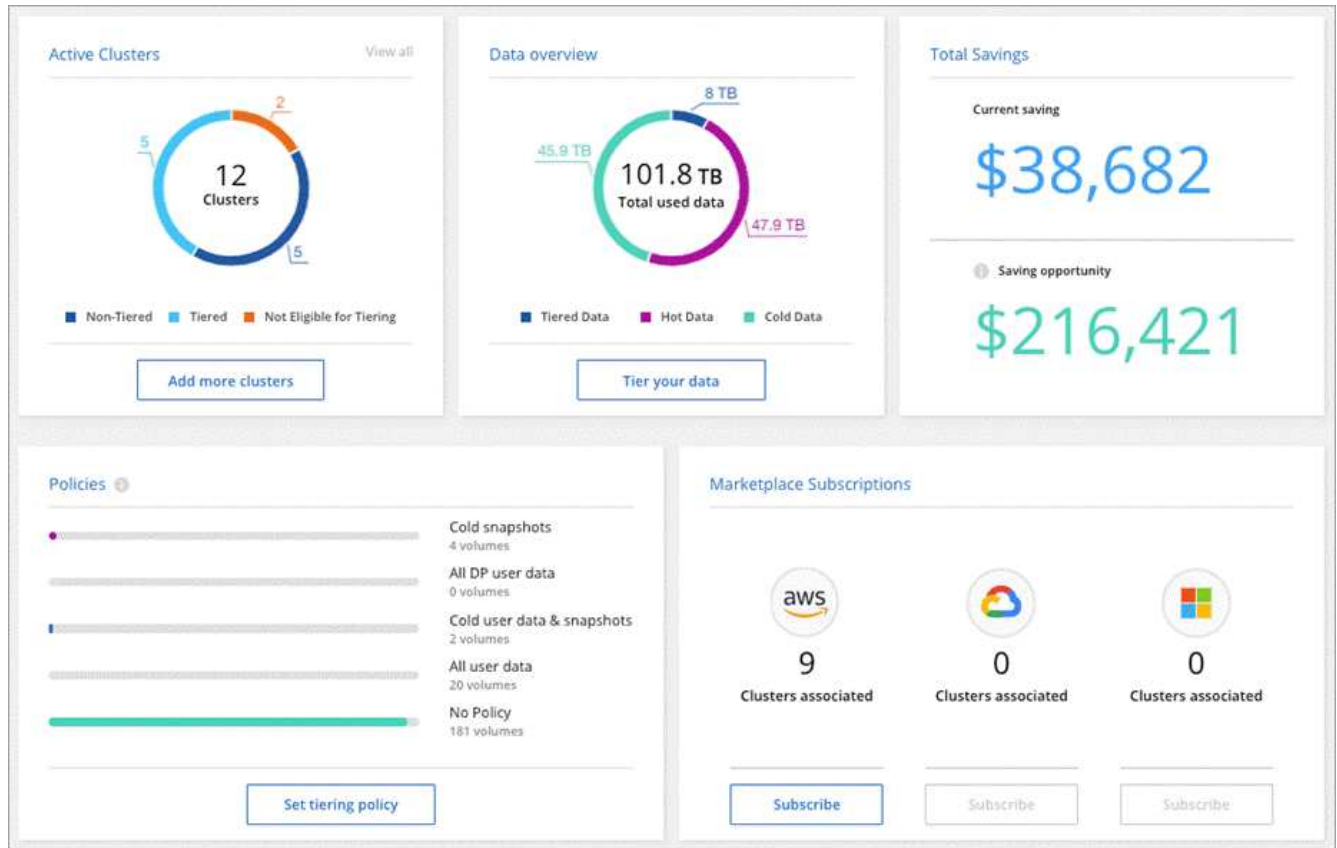 Active Clusters
View all
2
5
12
Clusters
5
Non-Tiered
Tiered
Not Eligible for Tiering
Add more clusters
Data overview
8 TB
45.9 TB
101.8 TB
Total used data
47.9 TB
Tiered Data
Hot Data
Cold Data
Tier your data
Total Savings
Current saving
$38,682
Saving opportunity
$216,421
Policies
Cold snapshots
4 volumes
All DP user data
0 volumes
Cold user data & snapshots
2 volumes
All user data
20 volumes
No Policy
181 volumes
Set tiering policy
Marketplace Subscriptions
aws
9
Clusters associated
Subscribe
0
Clusters associated
Subscribe
0
Clusters associated
Subscribe